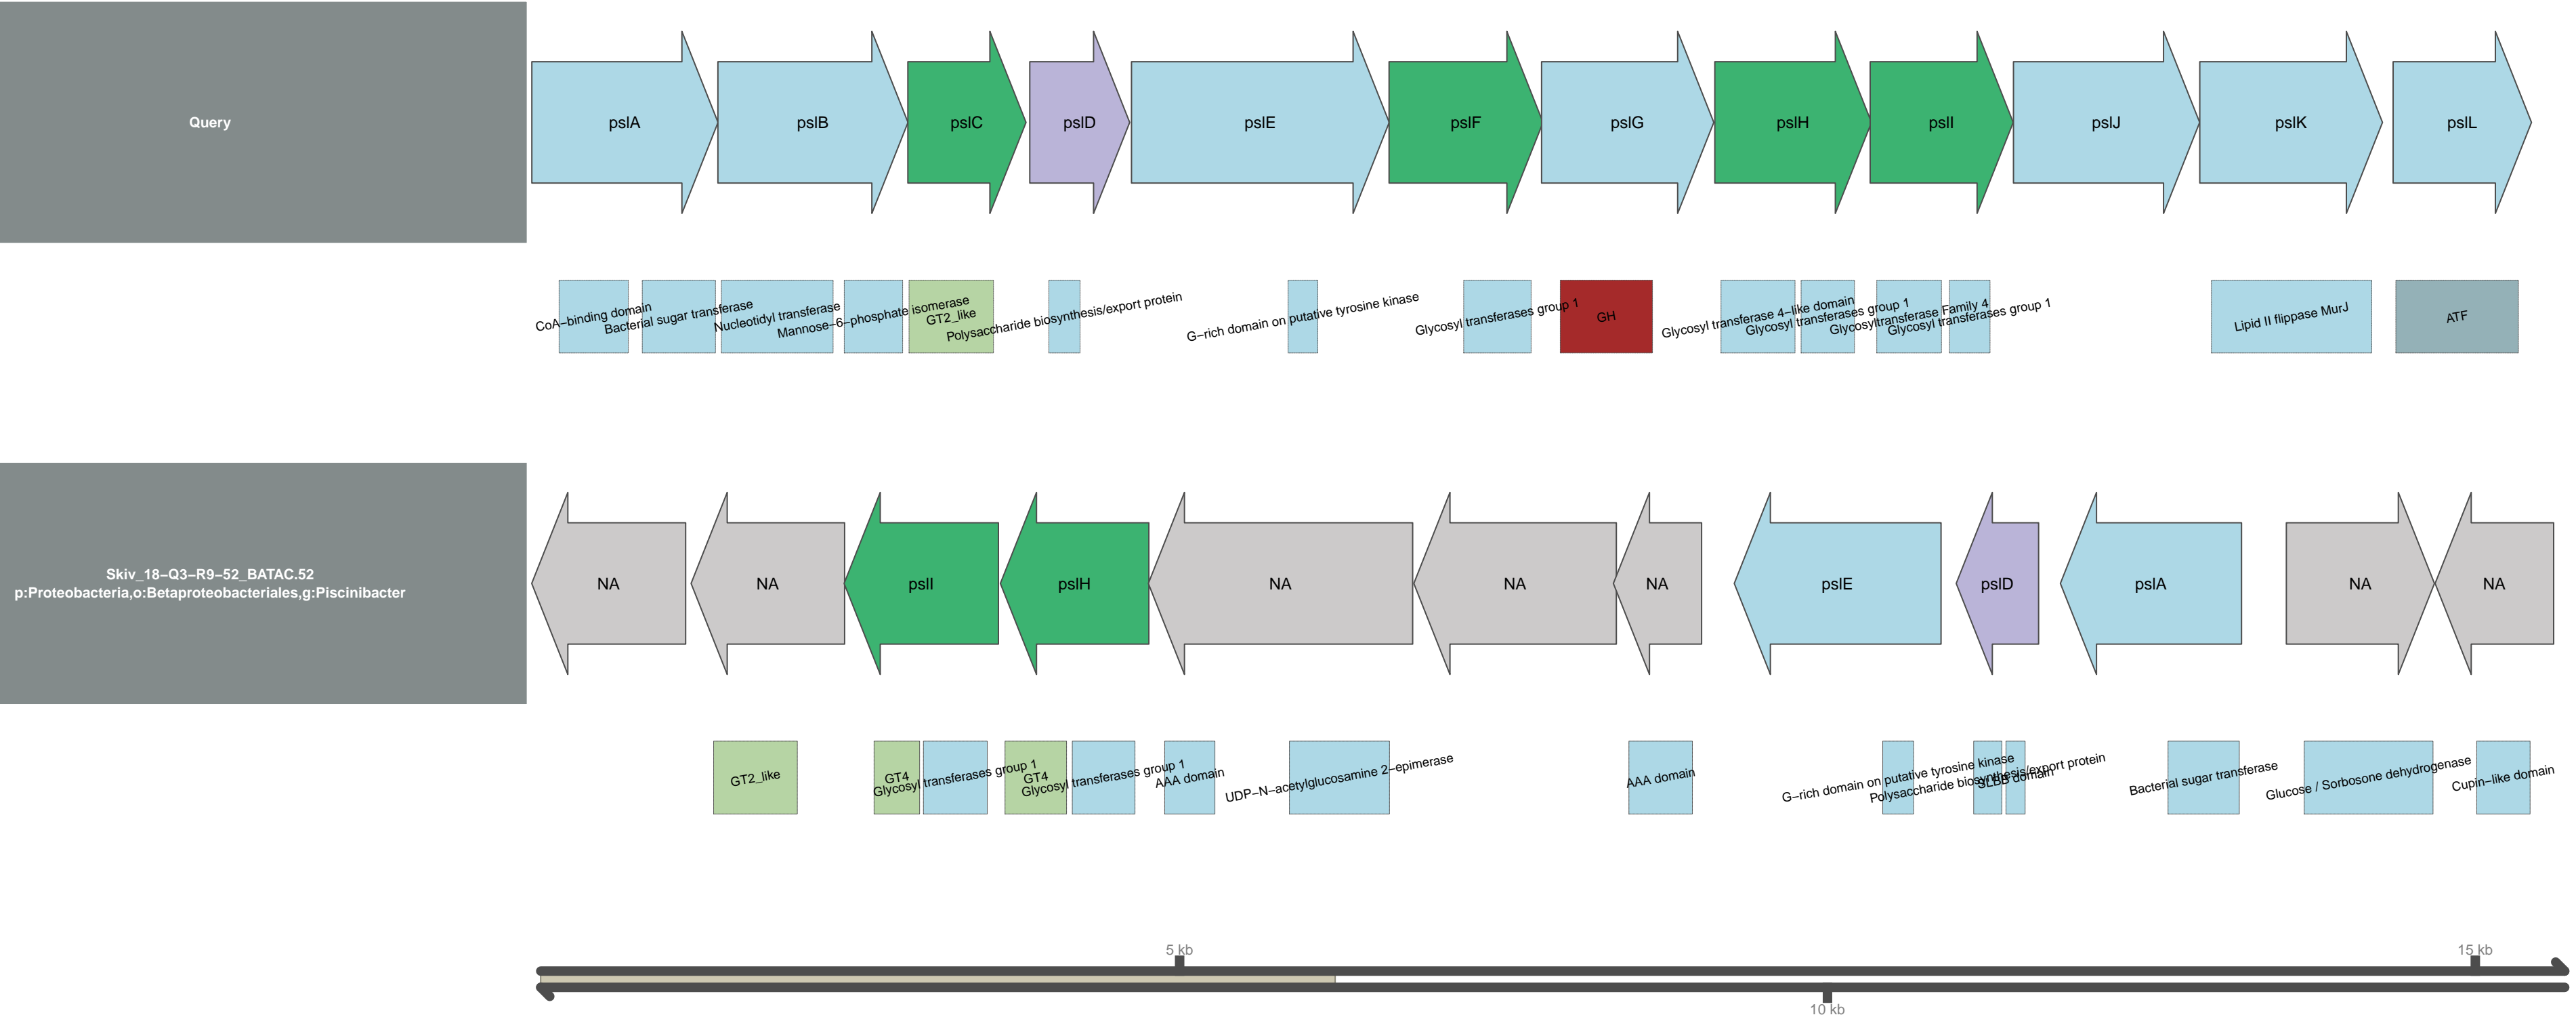 Query
pslA
pslB
pslC
pslD
pslE
pslF
pslG
pslH
pslI
pslJ
pslK
pslL
CoA−binding domain
Bacterial sugar transferase
Nucleotidyl transferase
Mannose−6−phosphate isomerase
GT2_like
Polysaccharide biosynthesis/export protein
G−rich domain on putative tyrosine kinase
Glycosyl transferases group 1
GH
Glycosyl transferase 4−like domain
Glycosyl transferases group 1
Glycosyltransferase Family 4
Glycosyl transferases group 1
Lipid II flippase MurJ
ATF
Skiv_18−Q3−R9−52_BATAC.52
p:Proteobacteria,o:Betaproteobacteriales,g:Piscinibacter
NA
NA
pslI
pslH
NA
NA
NA
pslE
pslD
pslA
NA
NA
GT2_like
GT4
Glycosyl transferases group 1
GT4
Glycosyl transferases group 1
AAA domain
UDP−N−acetylglucosamine 2−epimerase
AAA domain
G−rich domain on putative tyrosine kinase
Polysaccharide biosynthesis/export protein
SLBB domain
Bacterial sugar transferase
Glucose / Sorbosone dehydrogenase
Cupin−like domain
5 kb
15 kb
10 kb